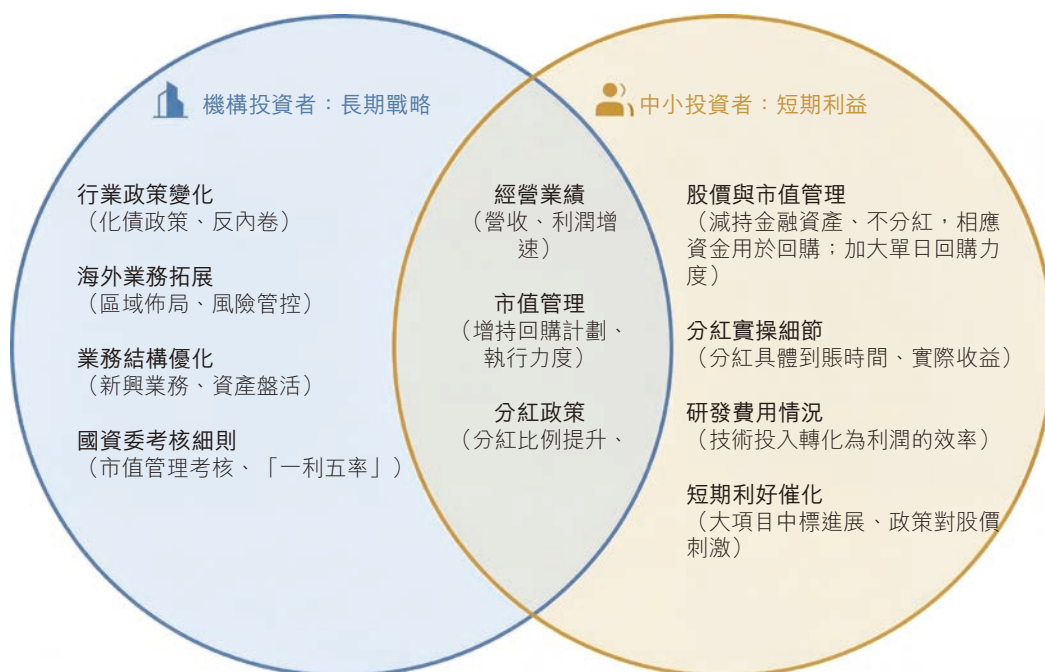 機構投資者：長期戰略
行業政策變化
（化債政策、反內卷）
海外業務拓展
（區域佈局、風險管控）
業務結構優化
（新興業務、資產盤活）
國資委考核細則
（市值管理考核、「一利五率」）
經營業績
（營收、利潤增
速）
市值管理
（增持回購計劃、
執行力度）
分紅政策
（分紅比例提升、
中小投資者：短期利益
股價與市值管理
（減持金融資產、不分紅，相應
資金用於回購；加大單日回購力
度）
分紅實操細節
（分紅具體到賬時間、實際收益）
研發費用情況
（技術投入轉化為利潤的效率）
短期利好催化
（大項目中標進展、政策對股價
刺激）